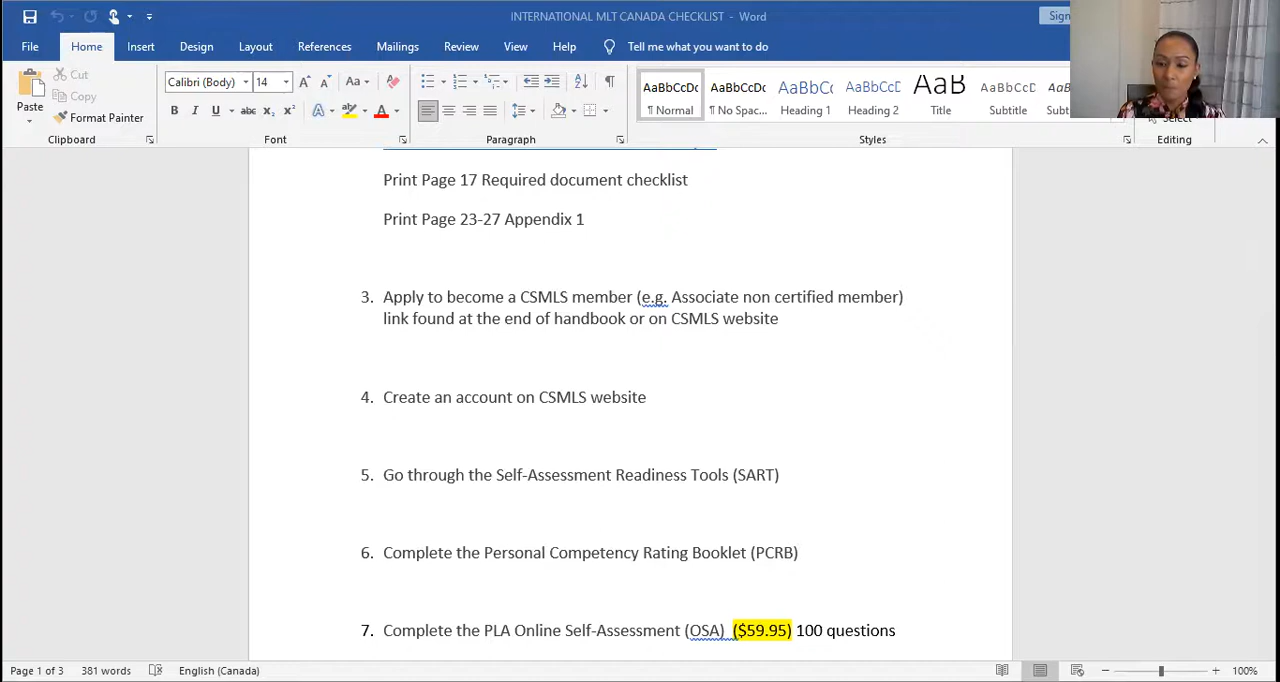 INTERNATIONAL MLT CANADA CHECKLIST - Word
Sign
File Home Insert Design Layout References Mailings Review View Help Tell me what you want to do
Paste
Cut
Copy
Format Painter
Clipboard
Calibri (Body) 14
Font
Paragraph
AaBbCcDc AaBbCcDc AaBbCc AaBbCcD AaB AaBbCcD
¶ Normal ¶ No Spac... Heading 1 Heading 2 Title Subtitle
Styles
Select
Editing
Print Page 17 Required document checklist
Print Page 23-27 Appendix 1
3. Apply to become a CSMLS member (e.g. Associate non certified member)
link found at the end of handbook or on CSMLS website
4. Create an account on CSMLS website
5. Go through the Self-Assessment Readiness Tools (SART)
6. Complete the Personal Competency Rating Booklet (PCRB)
7. Complete the PLA Online Self-Assessment (OSA) ($59.95) 100 questions
Page 1 of 3 381 words English (Canada) 100%